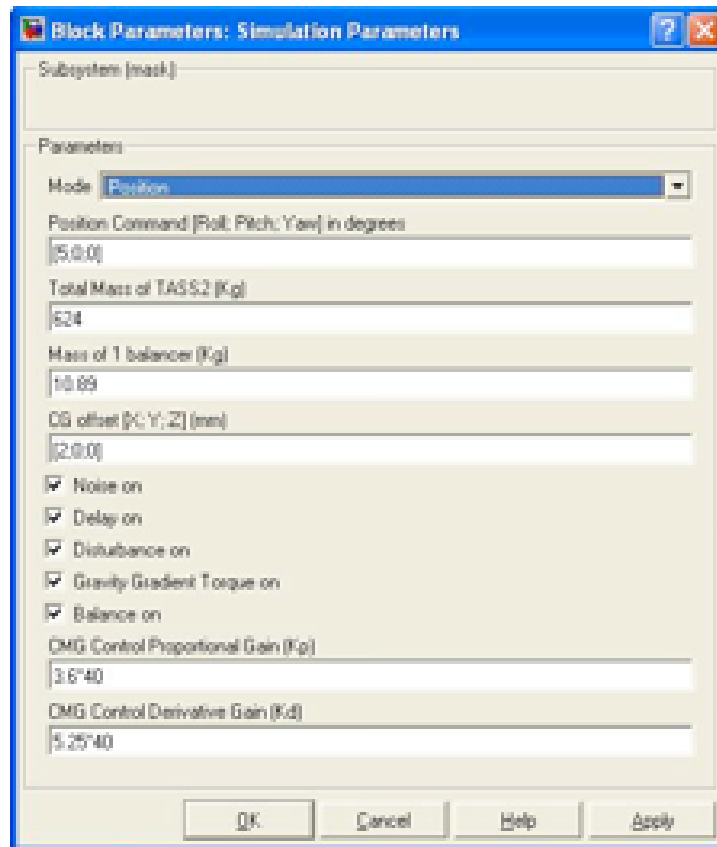 Block Parameters: Simulation Parameters
Subsystem (mask)
Parameters
Mode Position
Position Command [Roll; Pitch; Yaw] in degrees
[5;0;0]
Total Mass of TASS2 (Kg)
624
Mass of 1 balancer (Kg)
10.89
CG offset [X; Y; Z] (mm)
[2;0;0]
Noise on
Delay on
Disturbance on
Gravity Gradient Torque on
Balance on
CMG Control Proportional Gain (Kp)
3.6*40
CMG Control Derivative Gain (Kd)
5.25*40
OK Cancel Help Apply